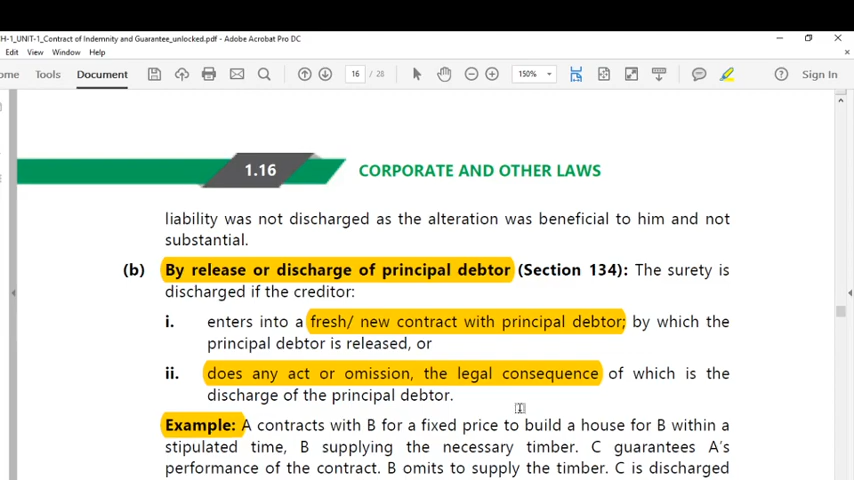 H-1_UNIT-1_Contract of Indemnity and Guarantee_unlocked.pdf - Adobe Acrobat Pro DC
Edit View Window Help
ome Tools Document 16 / 28 150% Sign In
1.16 CORPORATE AND OTHER LAWS
liability was not discharged as the alteration was beneficial to him and not
substantial.
(b) By release or discharge of principal debtor (Section 134): The surety is
discharged if the creditor:
i. enters into a fresh/ new contract with principal debtor; by which the
principal debtor is released, or
ii. does any act or omission, the legal consequence of which is the
discharge of the principal debtor.
Example: A contracts with B for a fixed price to build a house for B within a
stipulated time, B supplying the necessary timber. C guarantees A's
performance of the contract. B omits to supply the timber. C is discharged